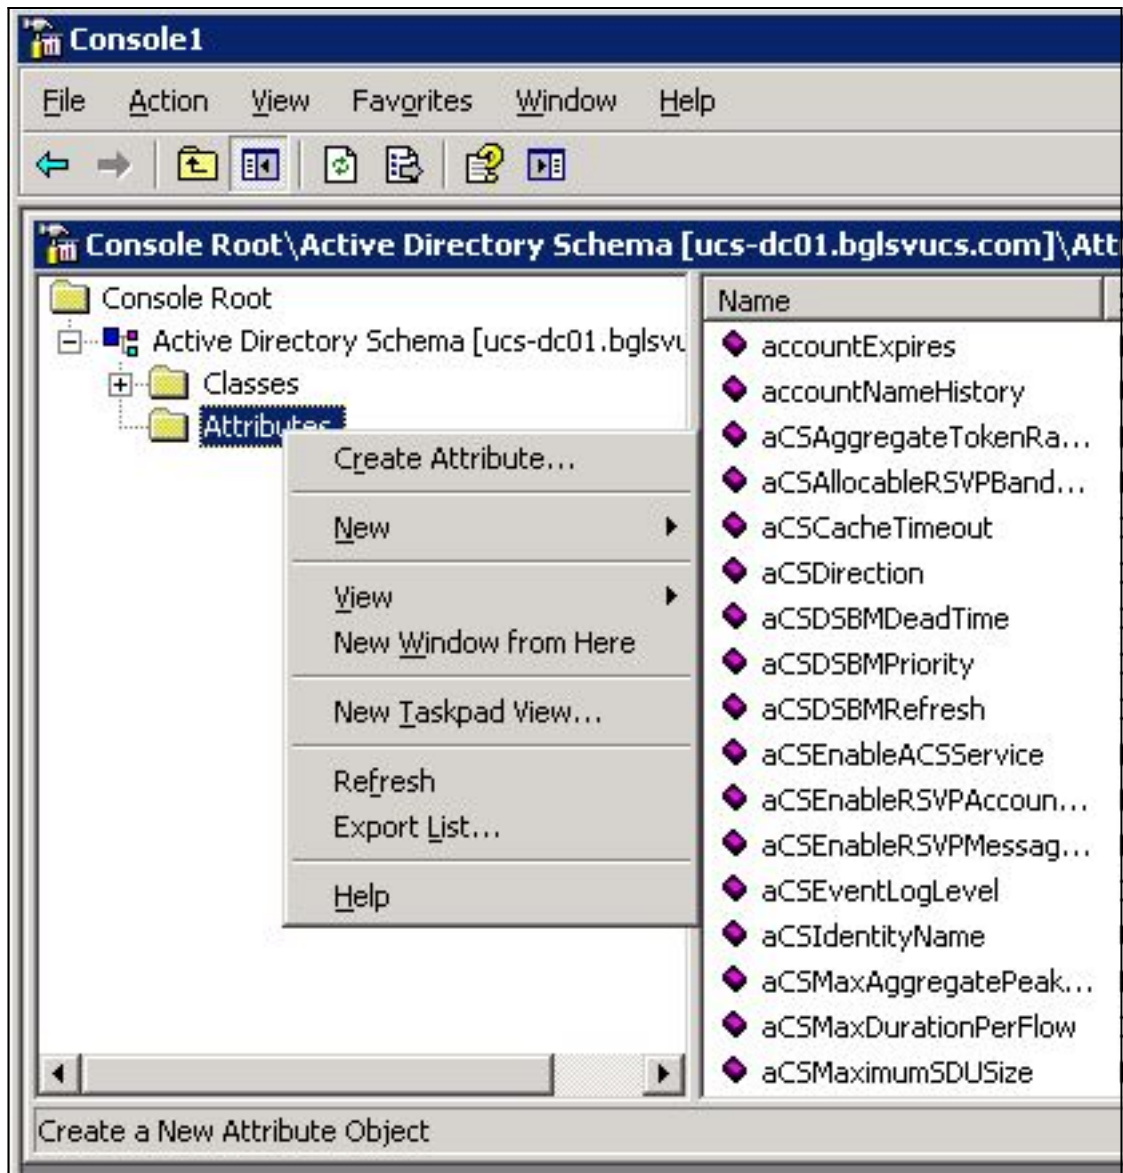 Console1
File Action View Favorites Window Help
Console Root\Active Directory Schema [ucs-dc01.bglsvucs.com]\Att
Console Root
Active Directory Schema [ucs-dc01.bglsvu
Classes
Attributes
Create Attribute...
New
View
New Window from Here
New Taskpad View...
Refresh
Export List...
Help
Name
accountExpires
accountNameHistory
aCSAggregateTokenRa...
aCSAllocableRSVPBand...
aCSCacheTimeout
aCSDirection
aCSDSBMDeadTime
aCSDSBMPriority
aCSDSBMRefresh
aCSEnableACSService
aCSEnableRSVPAccoun...
aCSEnableRSVPMessag...
aCSEventLogLevel
aCSIdentityName
aCSMaxAggregatePeak...
aCSMaxDurationPerFlow
aCSMaximumSDUSize
Create a New Attribute Object